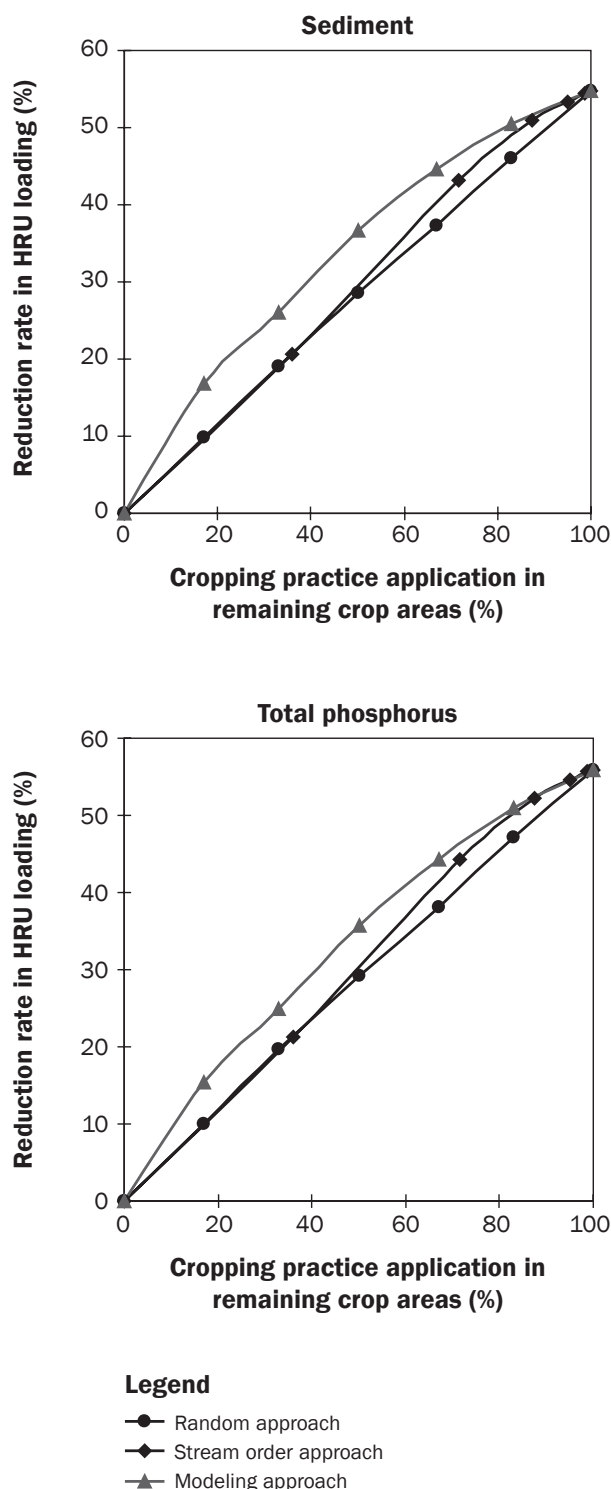 Sediment
Reduction rate in HRU loading (%)
60
50
40
30
20
10
0
0 20 40 60 80 100
Cropping practice application in
remaining crop areas (%)
Total phosphorus
Reduction rate in HRU loading (%)
60
50
40
30
20
10
0
0 20 40 60 80 100
Cropping practice application in
remaining crop areas (%)
Legend
Random approach
Stream order approach
Modeling approach